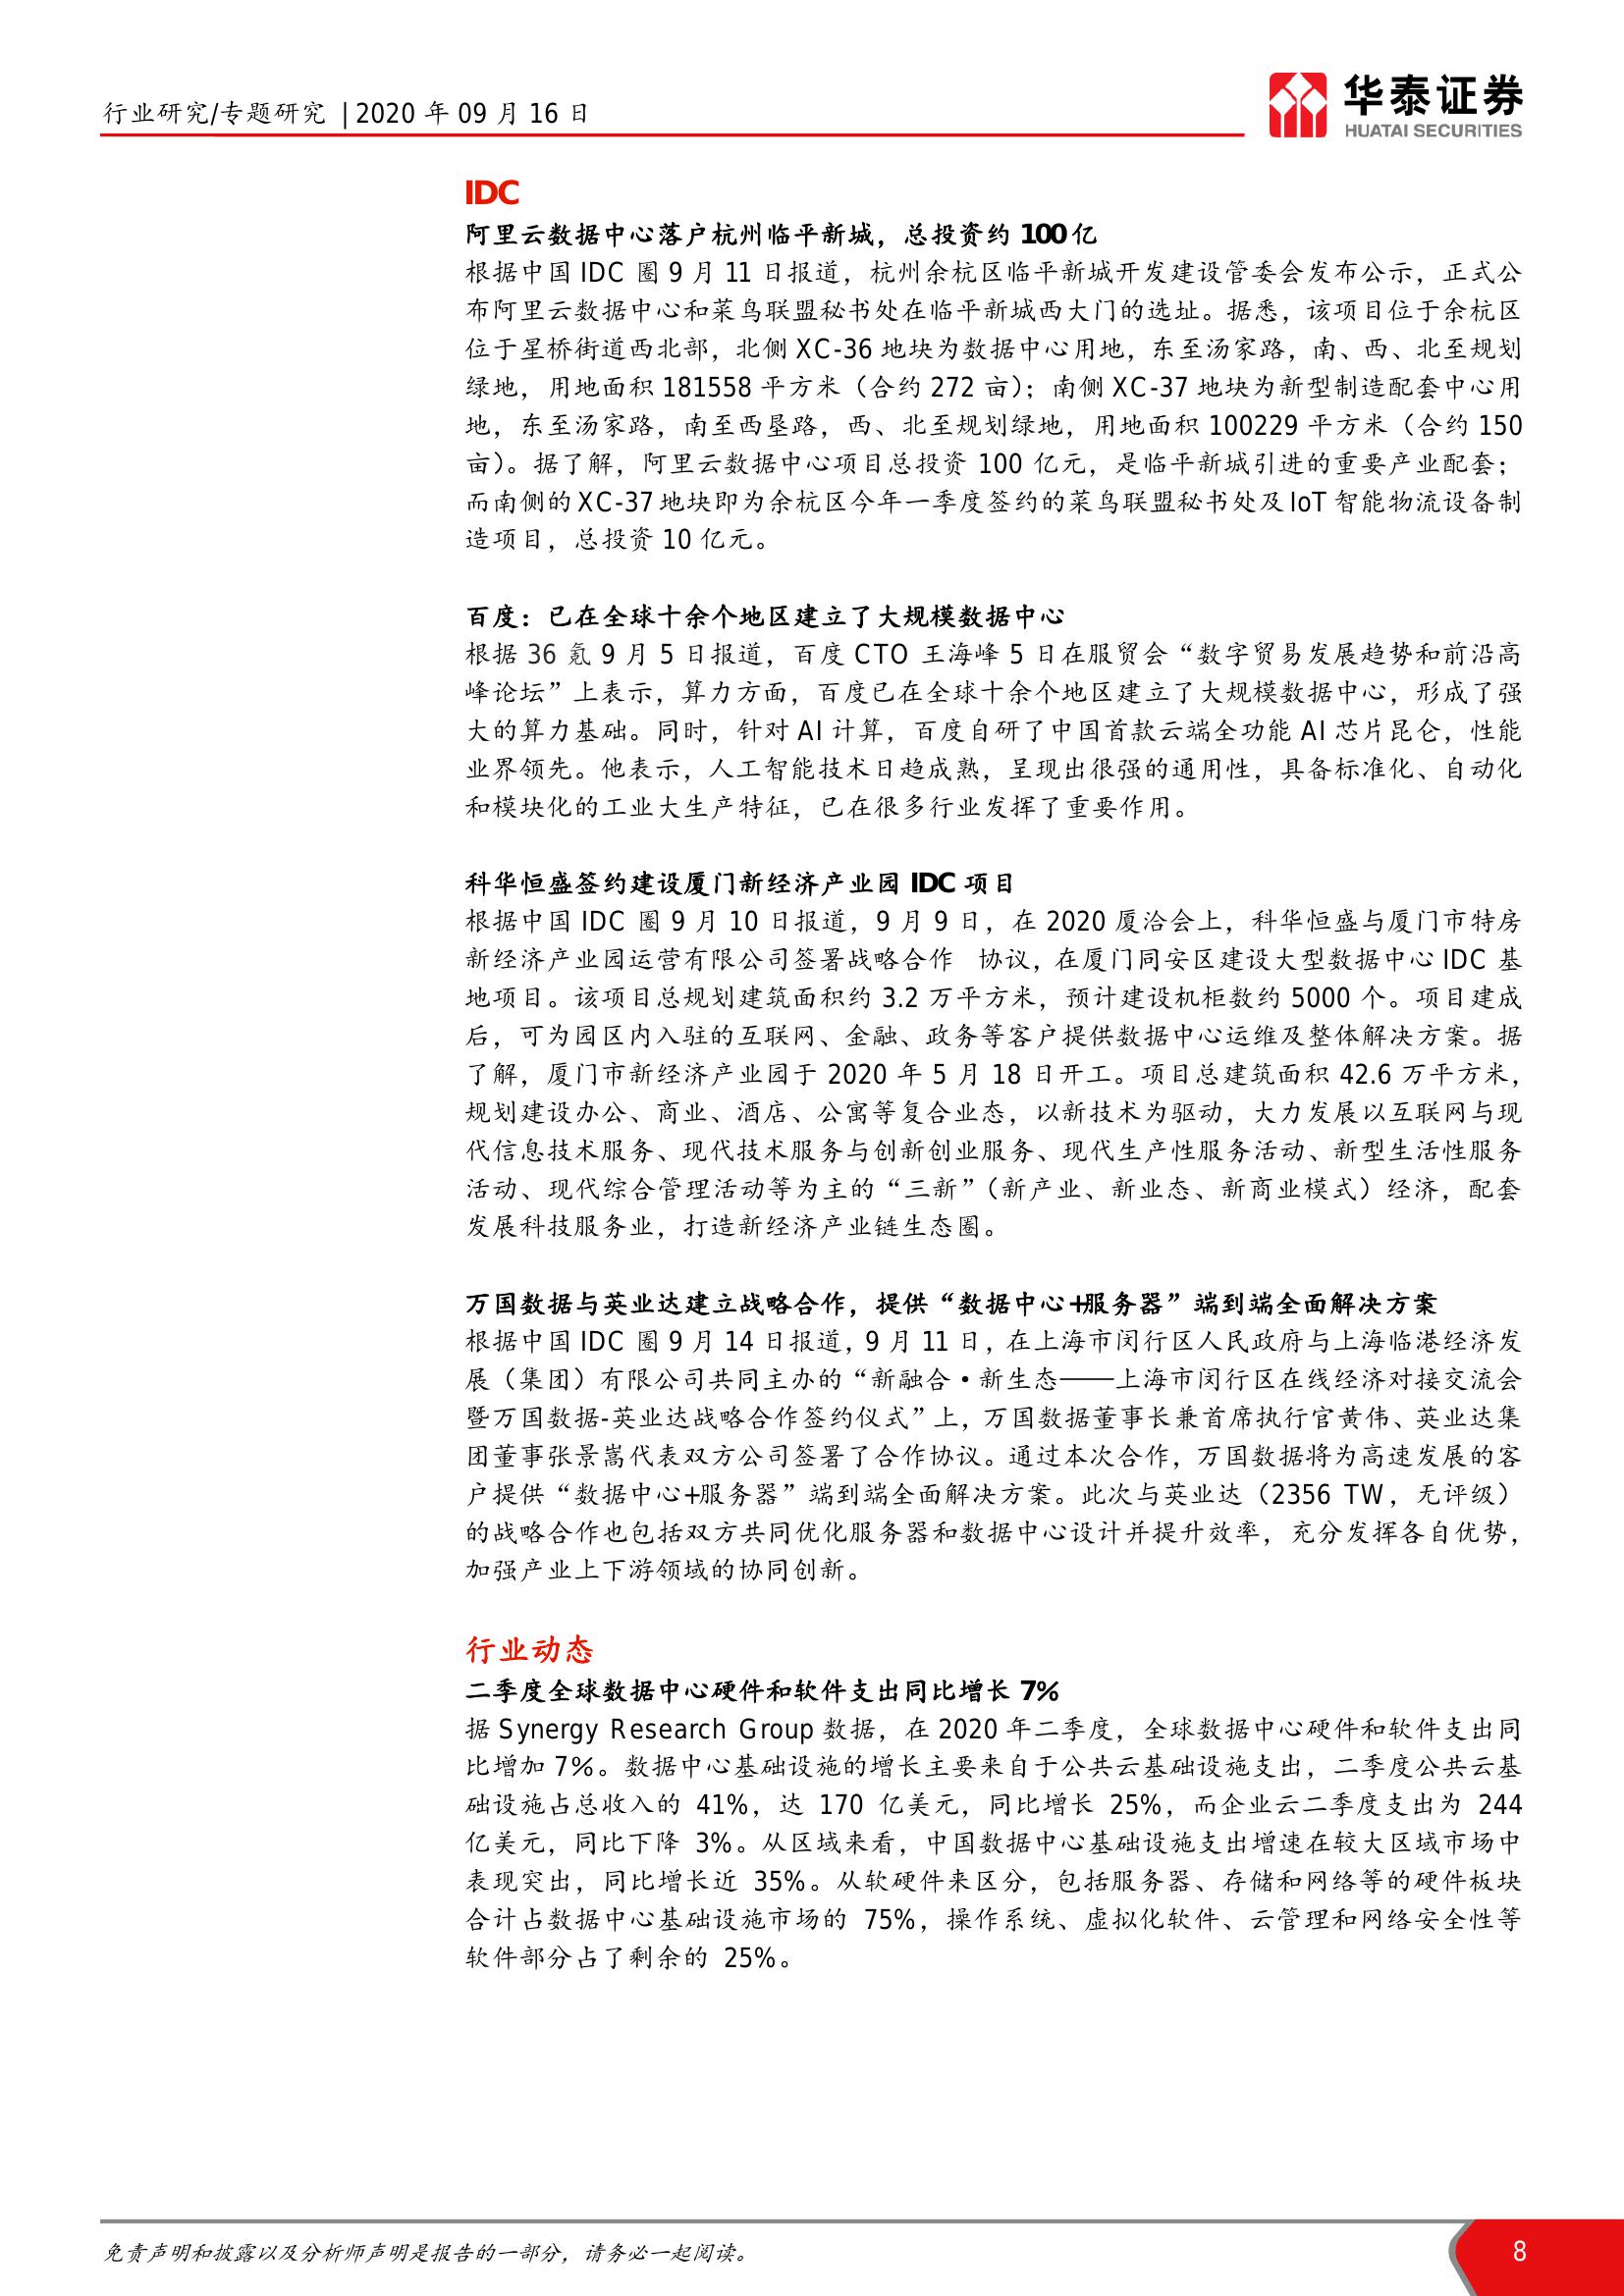 行业研究/专题研究 | 2020 年 09 月 16 日
华泰证券
HUATAI SECURITIES
IDC
阿里云数据中心落户杭州临平新城，总投资约 100 亿
根据中国 IDC 圈 9 月 11 日报道，杭州余杭区临平新城开发建设管委会发布公示，正式公
布阿里云数据中心和菜鸟联盟秘书处在临平新城西大门的选址。据悉，该项目位于余杭区
位于星桥街道西北部，北侧 XC-36 地块为数据中心用地，东至汤家路，南、西、北至规划
绿地，用地面积 181558 平方米（合约 272 亩）；南侧 XC-37 地块为新型制造配套中心用
地，东至汤家路，南至西垦路，西、北至规划绿地，用地面积 100229 平方米（合约 150
亩）。据了解，阿里云数据中心项目总投资 100 亿元，是临平新城引进的重要产业配套；
而南侧的 XC-37 地块即为余杭区今年一季度签约的菜鸟联盟秘书处及 IoT 智能物流设备制
造项目，总投资 10 亿元。
百度：已在全球十余个地区建立了大规模数据中心
根据 36 氪 9 月 5 日报道，百度 CTO 王海峰 5 日在服贸会“数字贸易发展趋势和前沿高
峰论坛”上表示，算力方面，百度已在全球十余个地区建立了大规模数据中心，形成了强
大的算力基础。同时，针对 AI 计算，百度自研了中国首款云端全功能 AI 芯片昆仑，性能
业界领先。他表示，人工智能技术日趋成熟，呈现出很强的通用性，具备标准化、自动化
和模块化的工业大生产特征，已在很多行业发挥了重要作用。
科华恒盛签约建设厦门新经济产业园 IDC 项目
根据中国 IDC 圈 9 月 10 日报道，9 月 9 日，在 2020 厦洽会上，科华恒盛与厦门市特房
新经济产业园运营有限公司签署战略合作 协议，在厦门同安区建设大型数据中心 IDC 基
地项目。该项目总规划建筑面积约 3.2 万平方米，预计建设机柜数约 5000 个。项目建成
后，可为园区内入驻的互联网、金融、政务等客户提供数据中心运维及整体解决方案。据
了解，厦门市新经济产业园于 2020 年 5 月 18 日开工。项目总建筑面积 42.6 万平方米，
规划建设办公、商业、酒店、公寓等复合业态，以新技术为驱动，大力发展以互联网与现
代信息技术服务、现代技术服务与创新创业服务、现代生产性服务活动、新型生活性服务
活动、现代综合管理活动等为主的“三新”（新产业、新业态、新商业模式）经济，配套
发展科技服务业，打造新经济产业链生态圈。
万国数据与英业达建立战略合作，提供“数据中心+服务器”端到端全面解决方案
根据中国 IDC 圈 9 月 14 日报道，9 月 11 日，在上海市闵行区人民政府与上海临港经济发
展（集团）有限公司共同主办的“新融合·新生态——上海市闵行区在线经济对接交流会
暨万国数据-英业达战略合作签约仪式”上，万国数据董事长兼首席执行官黄伟、英业达集
团董事张景嵩代表双方公司签署了合作协议。通过本次合作，万国数据将为高速发展的客
户提供“数据中心+服务器”端到端全面解决方案。此次与英业达（2356 TW，无评级）
的战略合作也包括双方共同优化服务器和数据中心设计并提升效率，充分发挥各自优势，
加强产业上下游领域的协同创新。
行业动态
二季度全球数据中心硬件和软件支出同比增长 7%
据 Synergy Research Group 数据，在 2020 年二季度，全球数据中心硬件和软件支出同
比增加 7%。数据中心基础设施的增长主要来自于公共云基础设施支出，二季度公共云基
础设施占总收入的 41%，达 170 亿美元，同比增长 25%，而企业云二季度支出为 244
亿美元，同比下降 3%。从区域来看，中国数据中心基础设施支出增速在较大区域市场中
表现突出，同比增长近 35%。从软硬件来区分，包括服务器、存储和网络等的硬件板块
合计占数据中心基础设施市场的 75%，操作系统、虚拟化软件、云管理和网络安全性等
软件部分占了剩余的 25%。
免责声明和披露以及分析师声明是报告的一部分，请务必一起阅读。
8